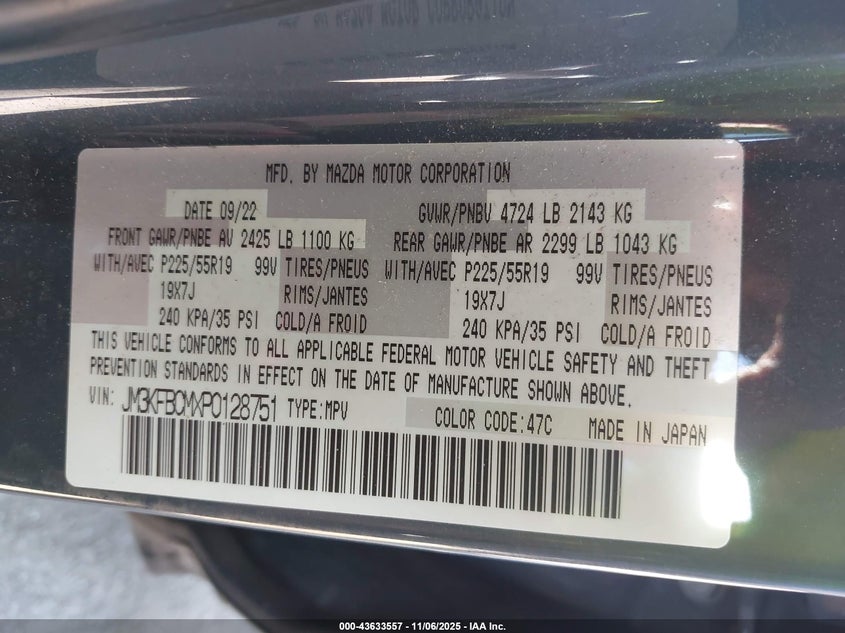 MFD. BY MAZDA MOTOR CORPORATION
DATE 09/22 GVWR/PNBV 4724 LB 2143 KG
FRONT GAWR/PNBE AV 2425 LB 1100 KG REAR GAWR/PNBE AR 2299 LB 1043 KG
WITH/AVEC P225/55R19 99V TIRES/PNEUS WITH/AVEC P225/55R19 99V TIRES/PNEUS
19X7J RIMS/JANTES 19X7J RIMS/JANTES
240 KPA/35 PSI COLD/A FROID 240 KPA/35 PSI COLD/A FROID
THIS VEHICLE CONFORMS TO ALL APPLICABLE FEDERAL MOTOR VEHICLE SAFETY AND THEFT
PREVENTION STANDARDS IN EFFECT ON THE DATE OF MANUFACTURE SHOWN ABOVE.
VIN: JM3KFBCMXP0128751 TYPE:MPV COLOR CODE:47C MADE IN JAPAN
000-43633557 - 11/06/2025 - IAA Inc.